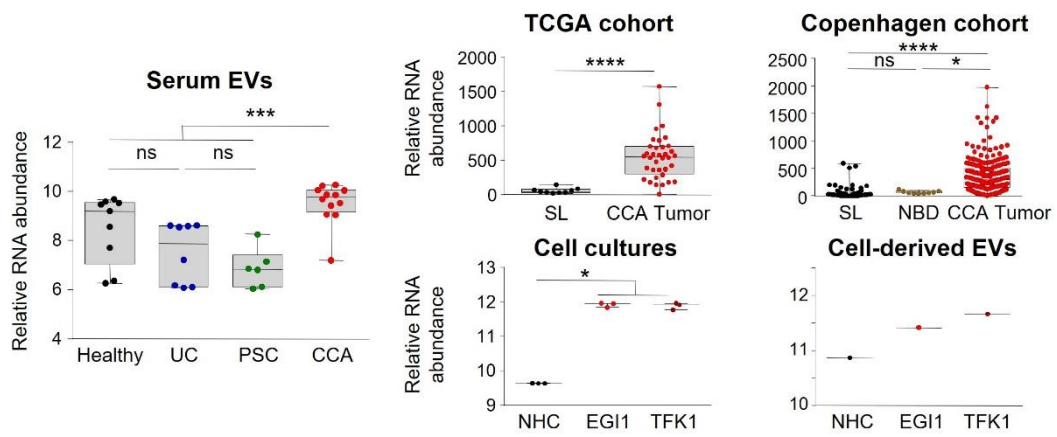 Serum EVs
Relative RNA abundance
12
10
8
6
4
ns
ns
***
Healthy UC PSC CCA
TCGA cohort
Relative RNA
abundance
2000
1500
1000
500
0
****
SL CCA Tumor
Copenhagen cohort
2500
2000
1500
1000
500
0
****
ns *
SL NBD CCA Tumor
Cell cultures
Relative RNA
abundance
13
12
11
10
9
*
NHC EGI1 TFK1
Cell-derived EVs
12
12
11
11
10
NHC EGI1 TFK1